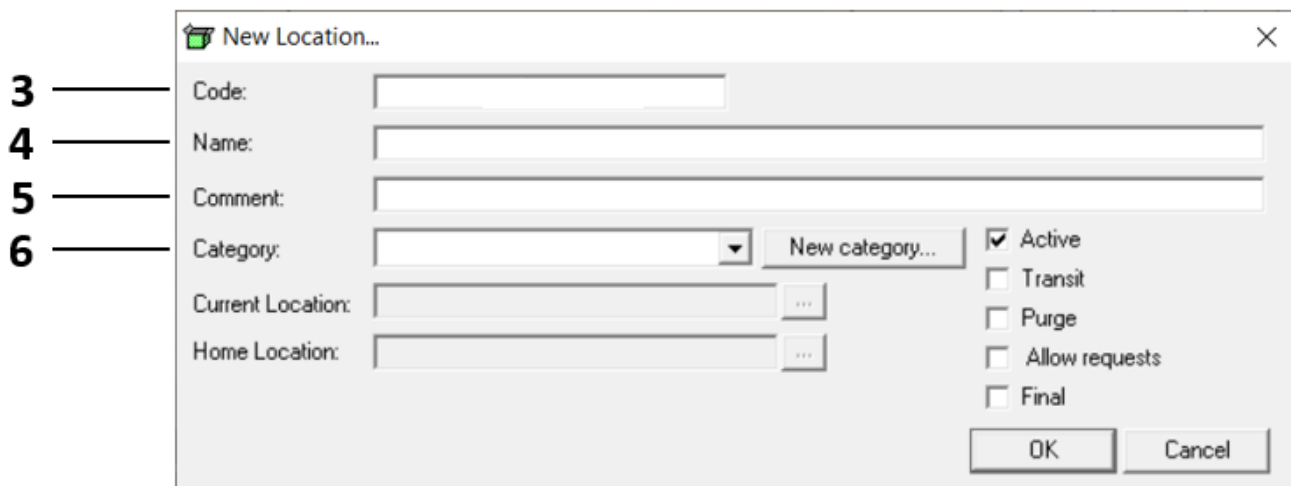 New Location...
3 Code:
4 Name:
5 Comment:
6 Category: New category... Active
Transit
Current Location: ...
Purge
Home Location: ...
Allow requests
Final
OK Cancel